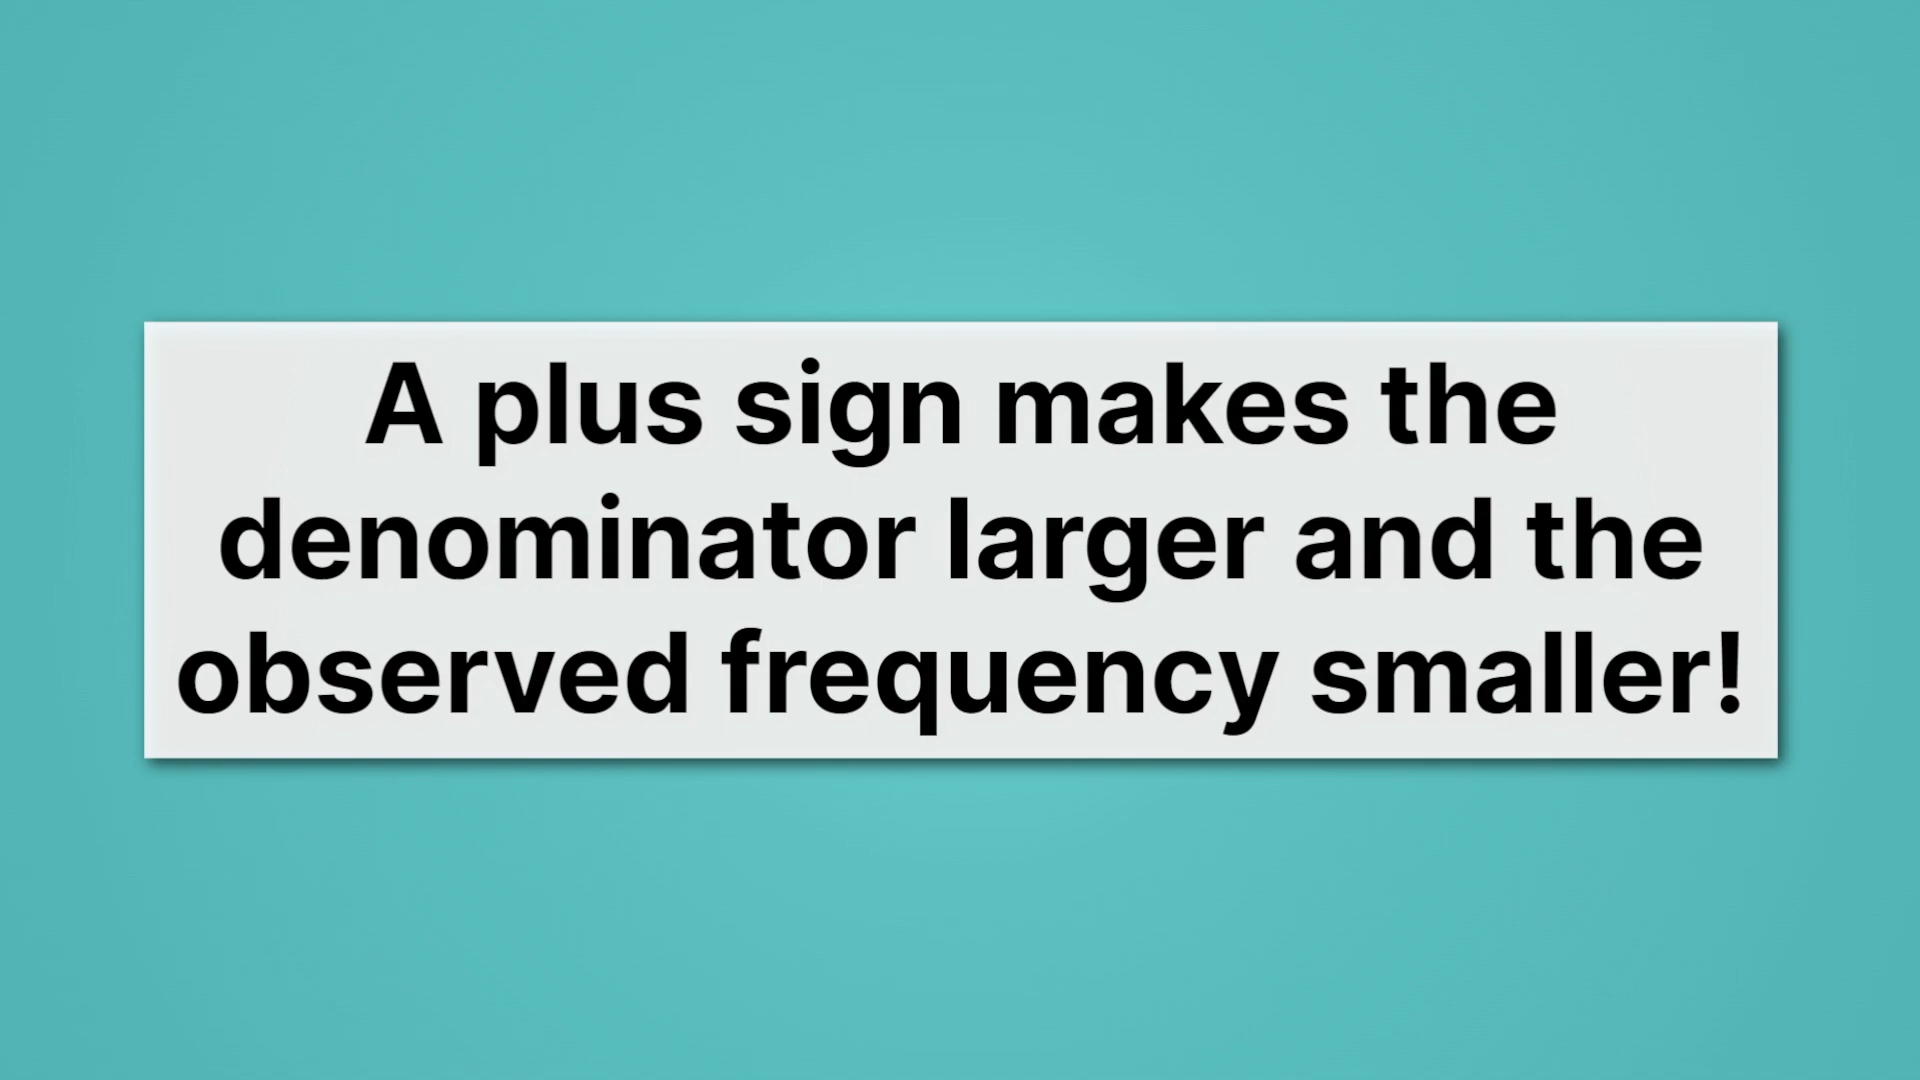 A plus sign makes the
denominator larger and the
observed frequency smaller!